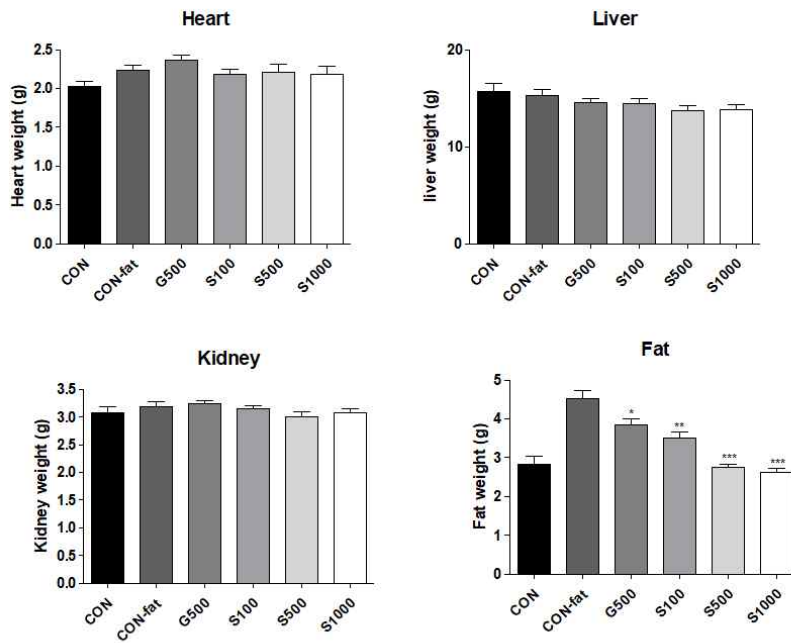 Heart
Heart weight (g)
2.5
2.0
1.5
1.0
0.5
0.0
CON
CON-fat
G500
S100
S500
S1000
Liver
liver weight (g)
20
10
0
CON
CON-fat
G500
S100
S500
S1000
Kidney
Kidney weight (g)
3.5
3.0
2.5
2.0
1.5
1.0
0.5
0.0
CON
CON-fat
G500
S100
S500
S1000
Fat
Fat weight (g)
5
4
3
2
1
0
*
**
***
***
CON
CON-fat
G500
S100
S500
S1000